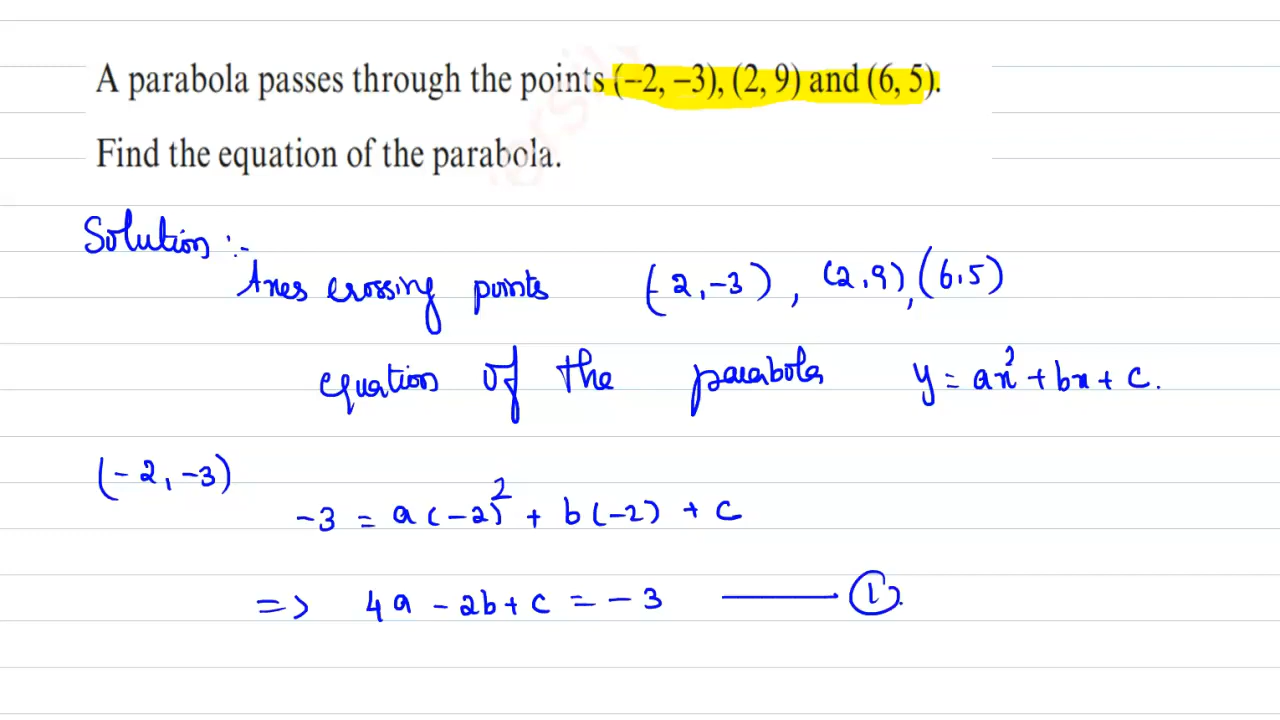 A parabola passes through the points (–2, –3), (2, 9) and (6, 5).
Find the equation of the parabola.
Solution :-
Axes crossing points (-2,-3), (2,9), (6,5)
equation of the parabola y = ax² + bx + c.
(-2,-3)
-3 = a(-2)² + b(-2) + c
=> 4a - 2b + c = -3 —— ①.